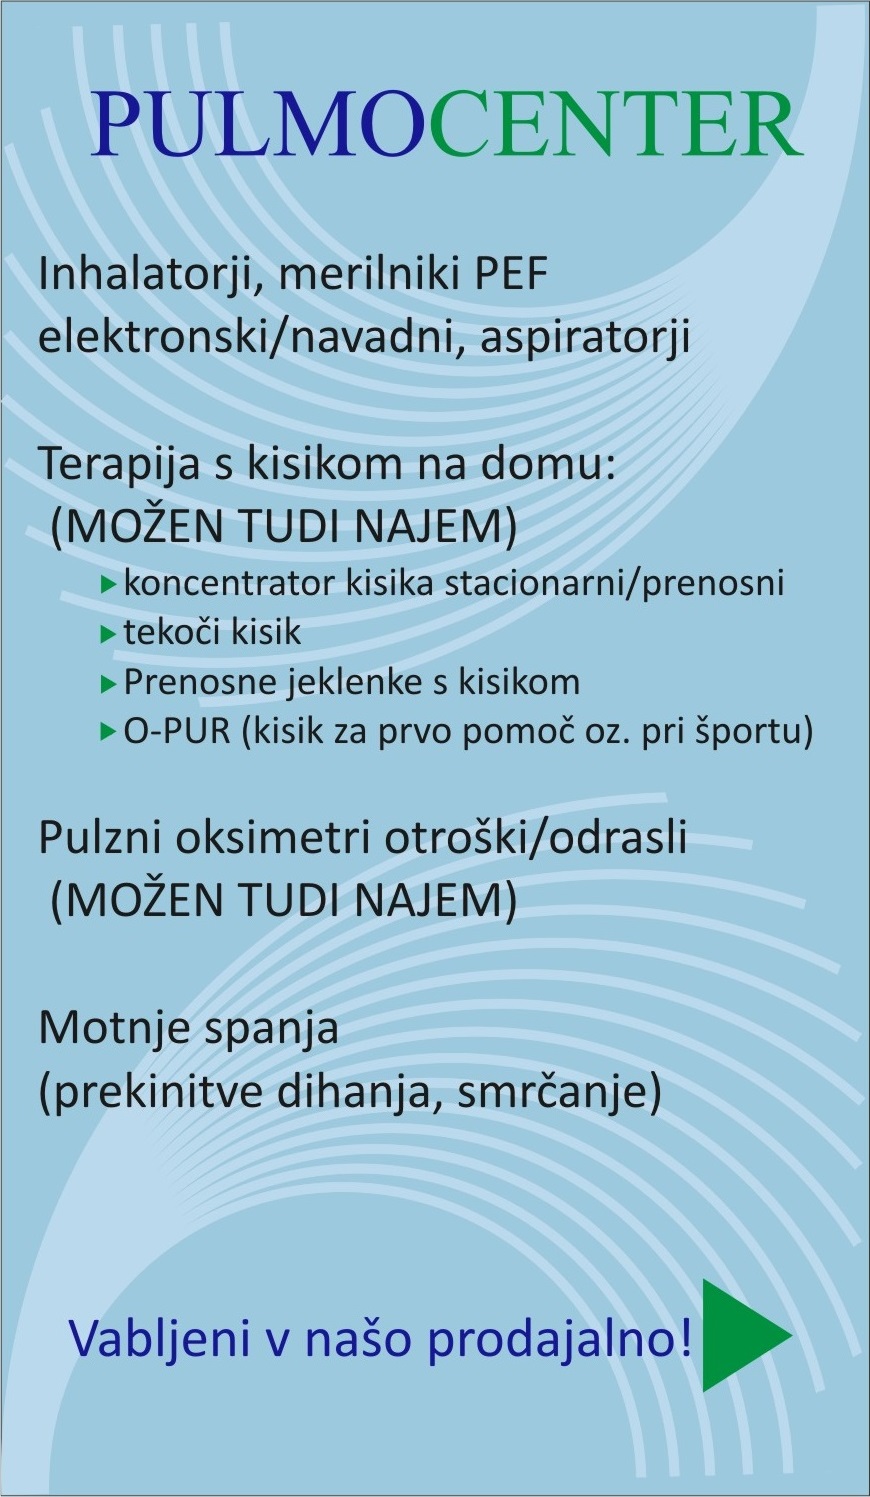 PULMOCENTER
Inhalatorji, merilniki PEF
elektronski/navadni, aspiratorji
Terapija s kisikom na domu:
(MOŽEN TUDI NAJEM)
koncentrator kisika stacionarni/prenosni
tekoči kisik
Prenosne jeklenke s kisikom
O-PUR (kisik za prvo pomoč oz. pri športu)
Pulzni oksimetri otroški/odrasli
(MOŽEN TUDI NAJEM)
Motnje spanja
(prekinitve dihanja, smrčanje)
Vabljeni v našo prodajalno!